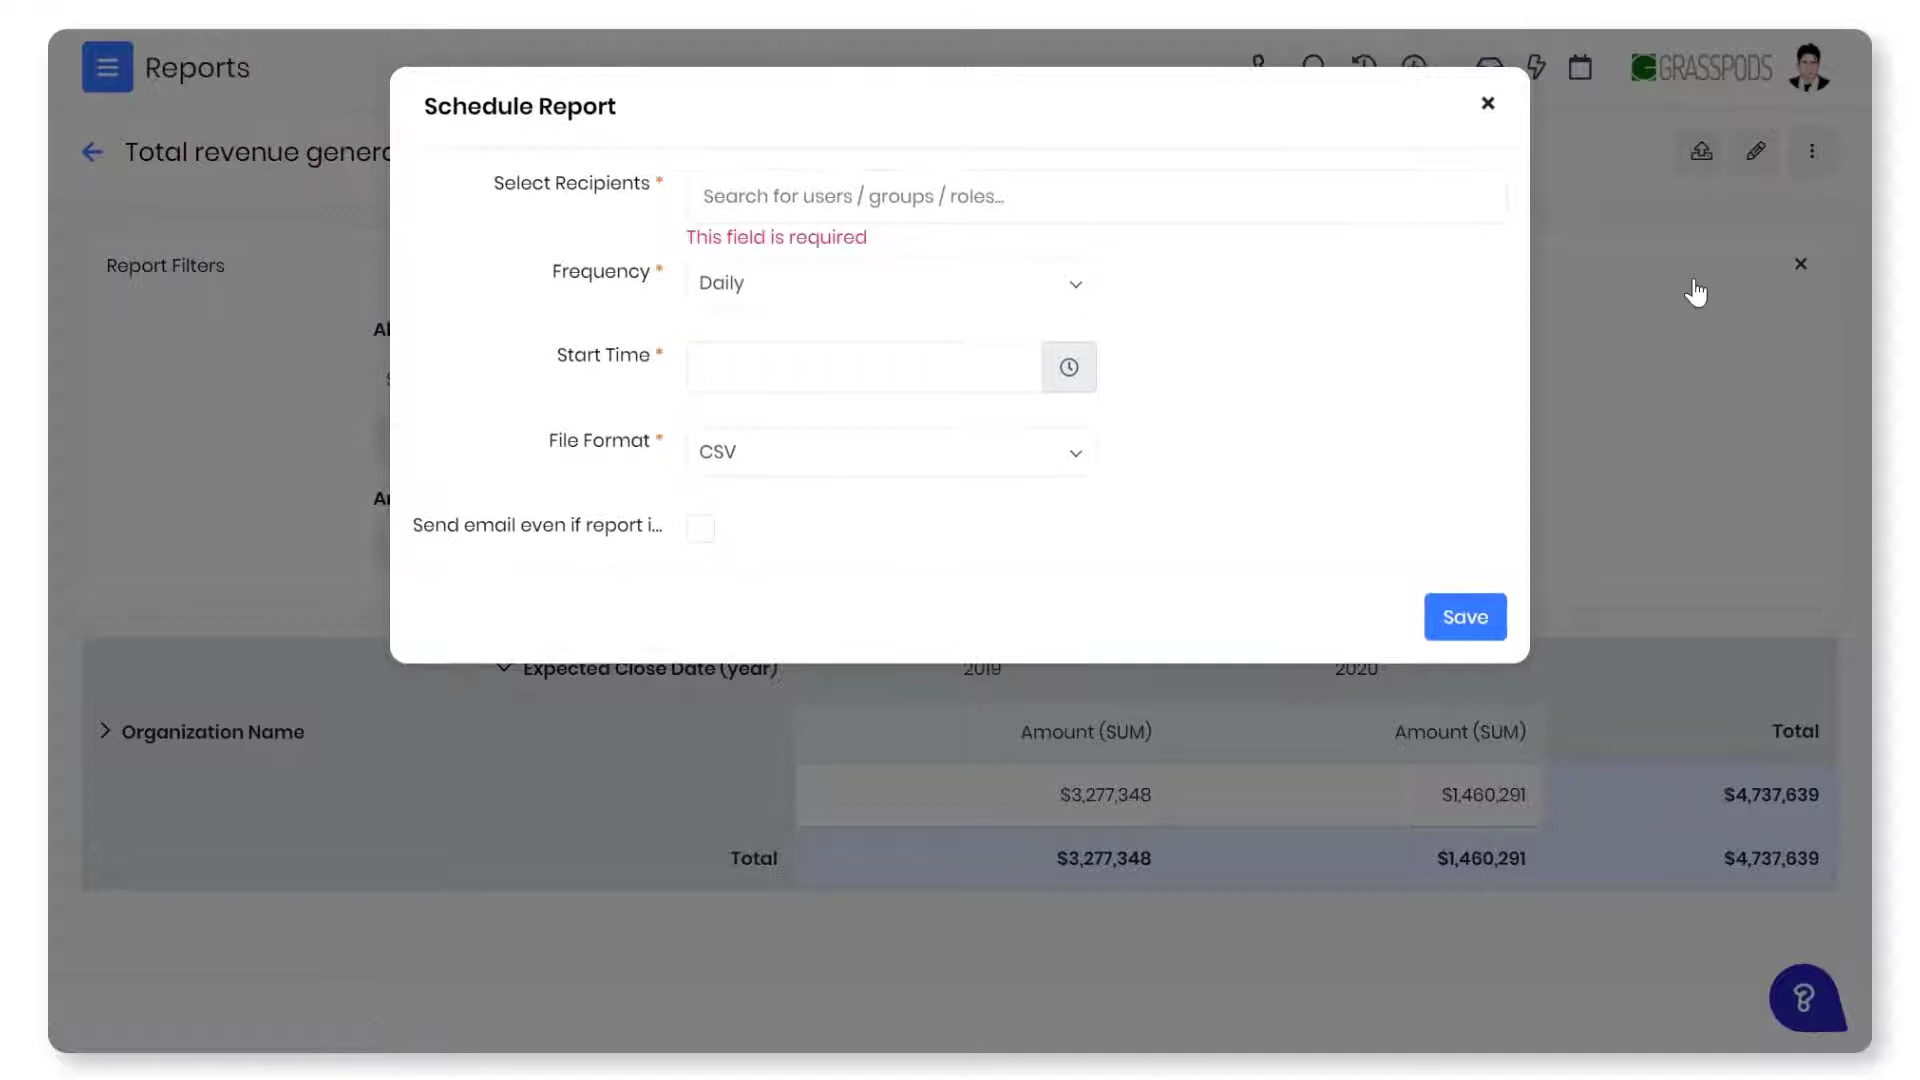 Reports
GRASSPODS
Schedule Report
Total revenue genera
Select Recipients *
Search for users / groups / roles...
This field is required
Report Filters
Frequency *
Daily
Al
Start Time *
File Format *
CSV
Send email even if report i...
Save
Expected Close Date (year) 2019 2020
Organization Name Amount (SUM) Amount (SUM) Total
$3,277,348 $1,460,291 $4,737,639
Total $3,277,348 $1,460,291 $4,737,639
?